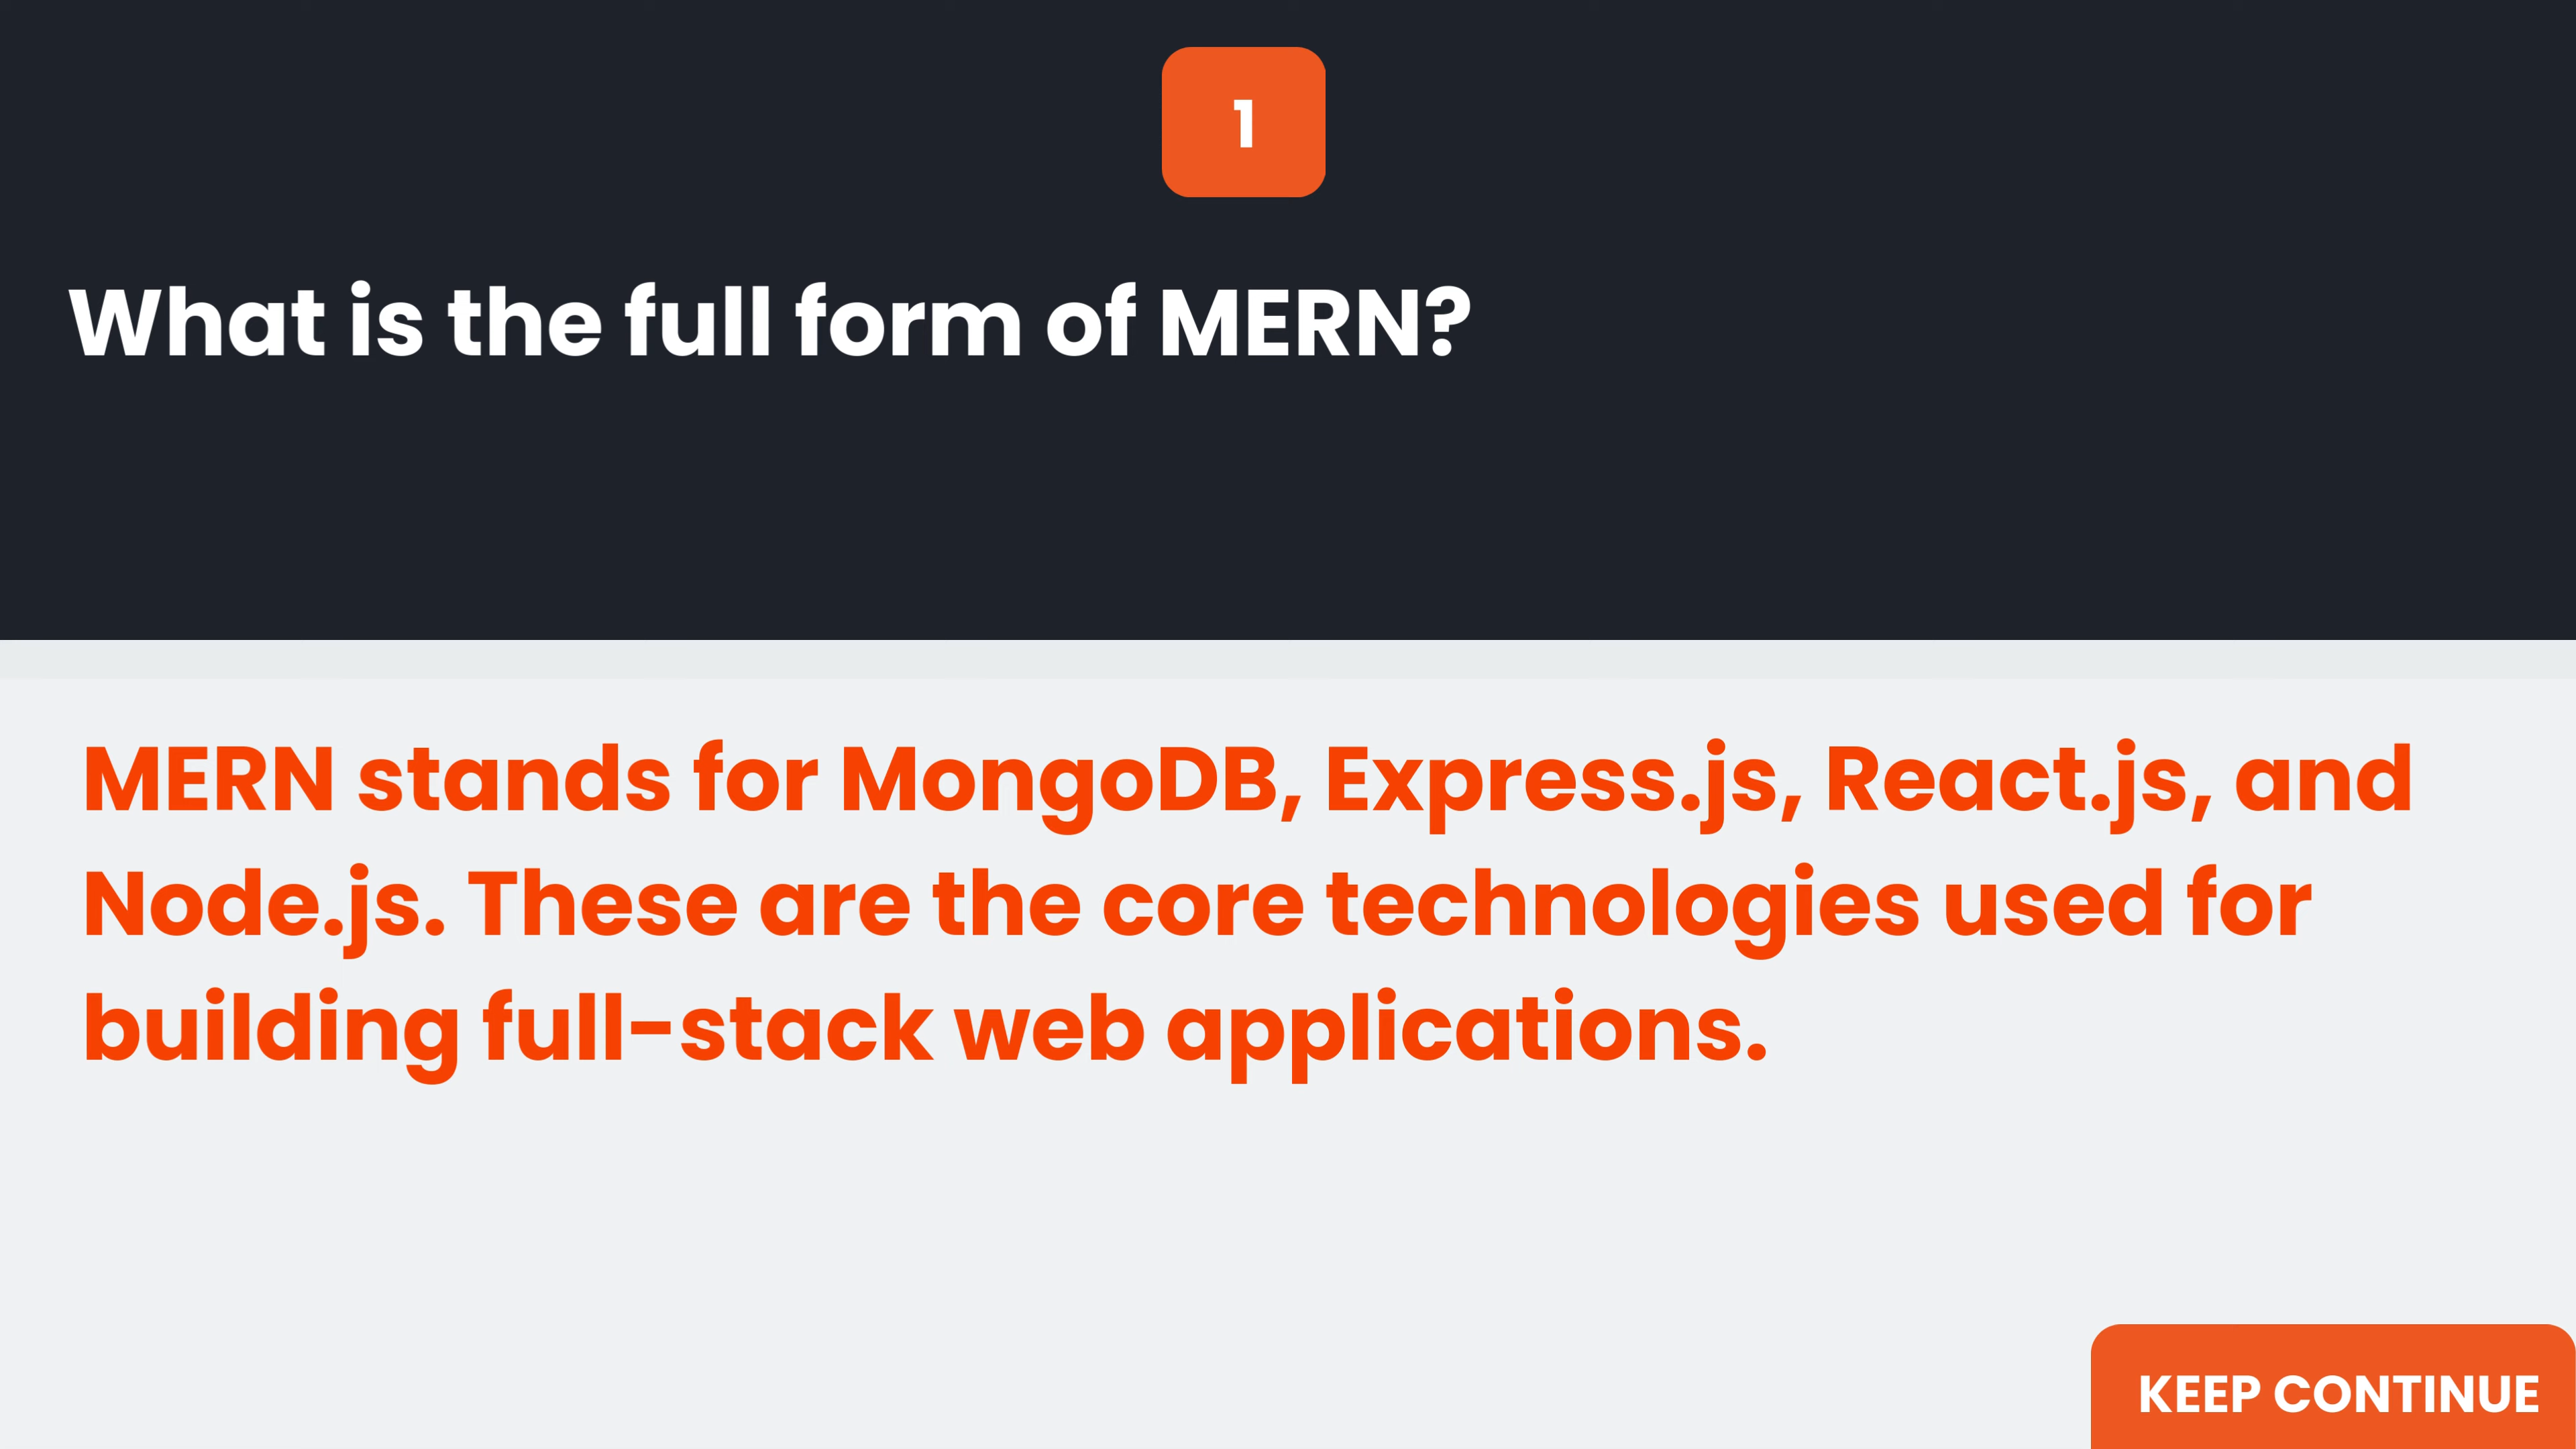 1
What is the full form of MERN?
MERN stands for MongoDB, Express.js, React.js, and
Node.js. These are the core technologies used for
building full-stack web applications.
KEEP CONTINUE